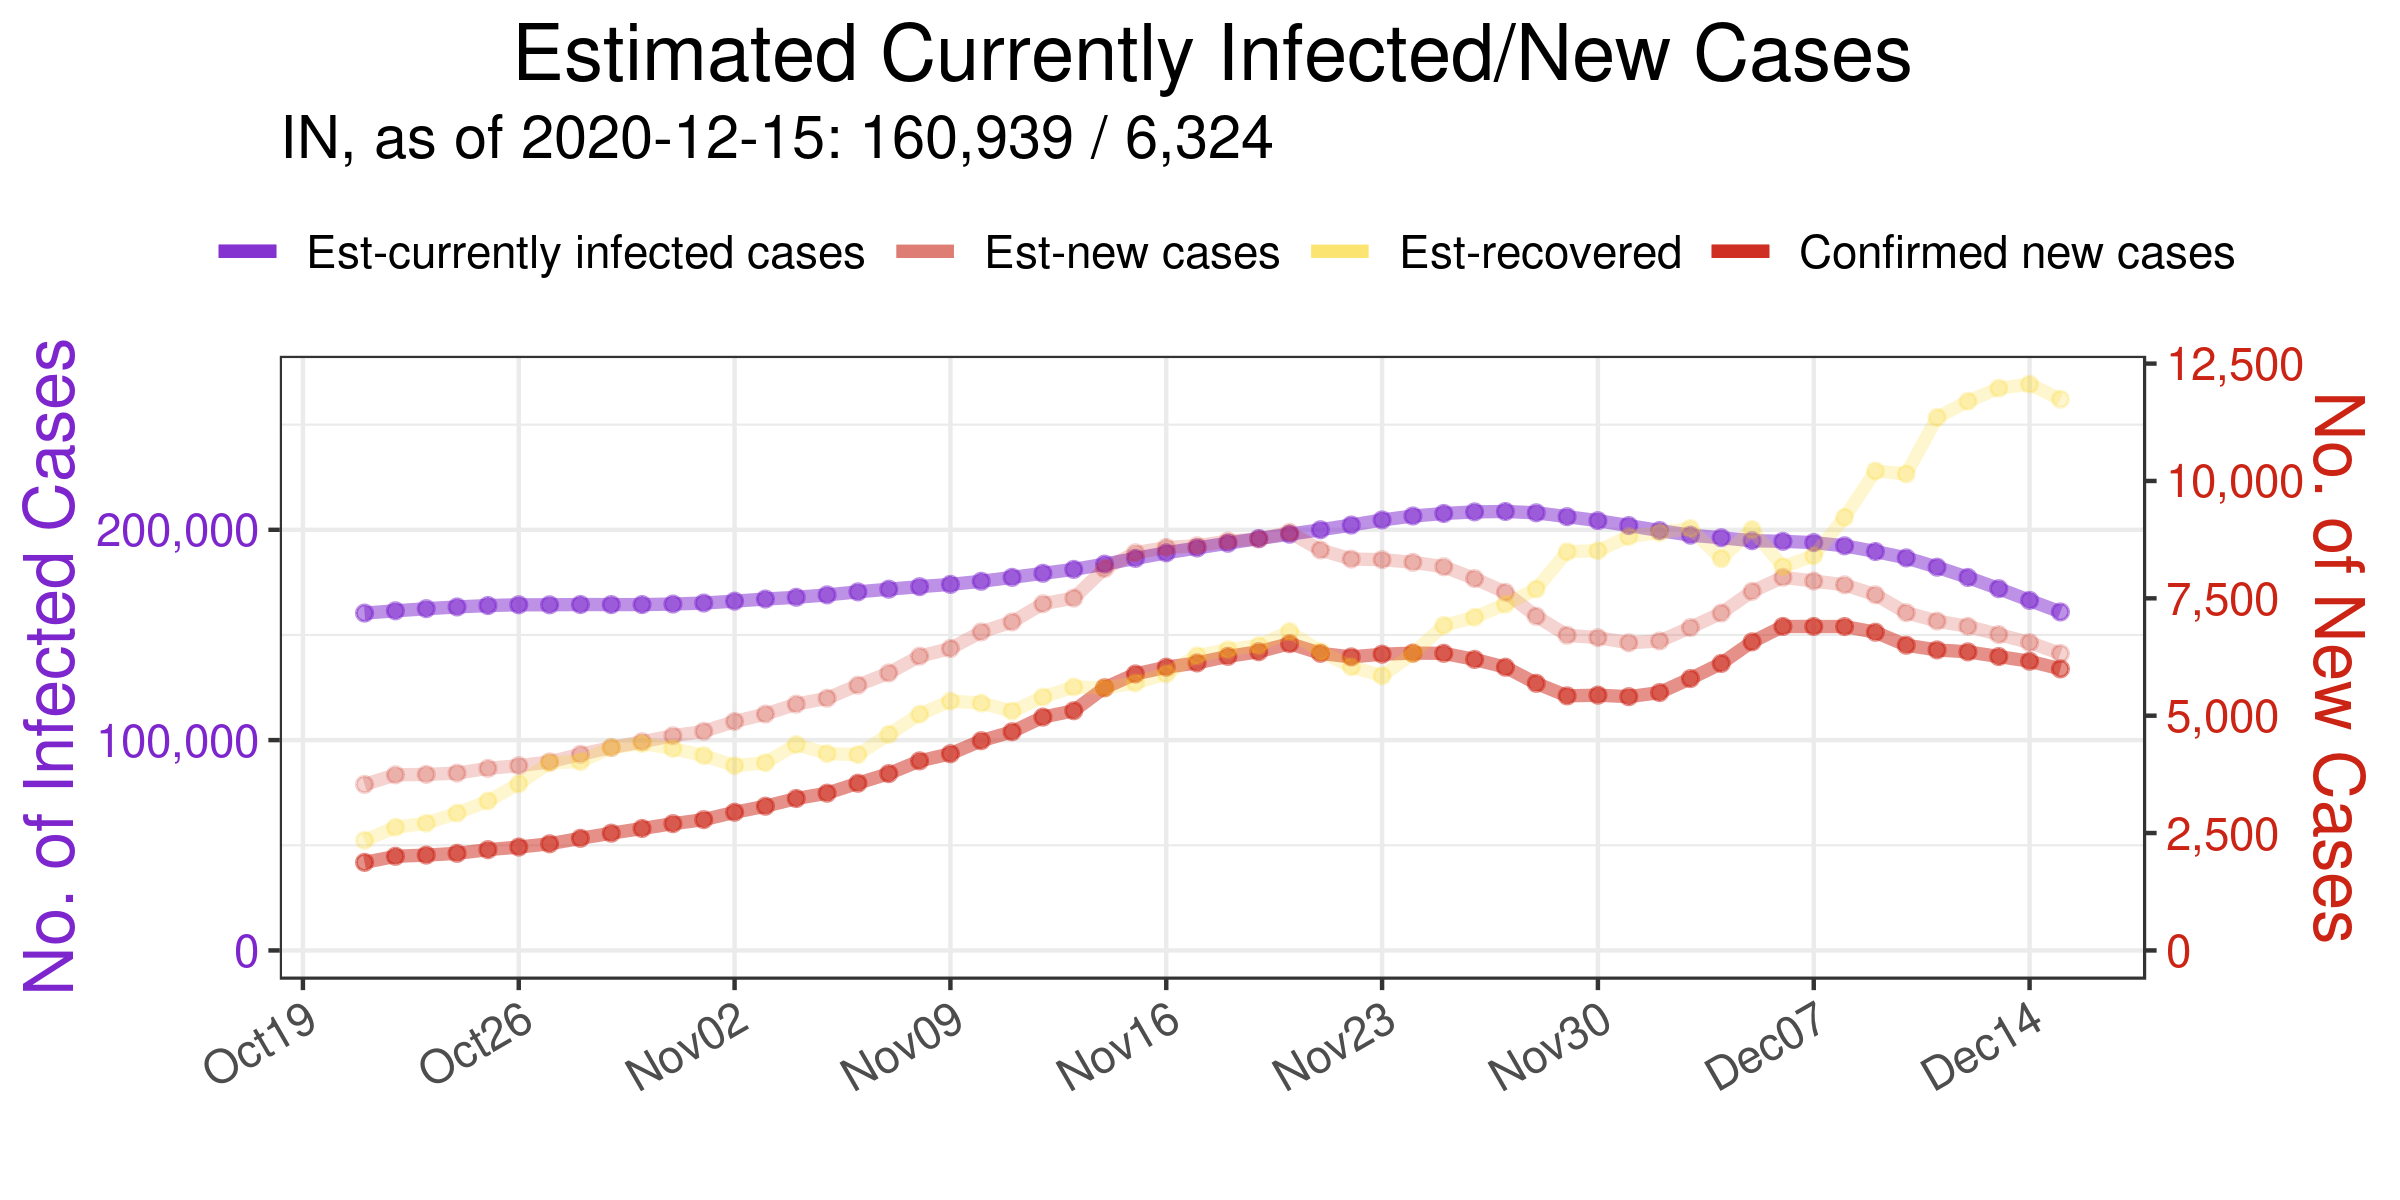 Estimated Currently Infected/New Cases
IN, as of 2020-12-15: 160,939 / 6,324
Est-currently infected cases Est-new cases Est-recovered Confirmed new cases
No. of Infected Cases
200,000
100,000
0
12,500
10,000
7,500
5,000
2,500
0
No. of New Cases
Oct19 Oct26 Nov02 Nov09 Nov16 Nov23 Nov30 Dec07 Dec14